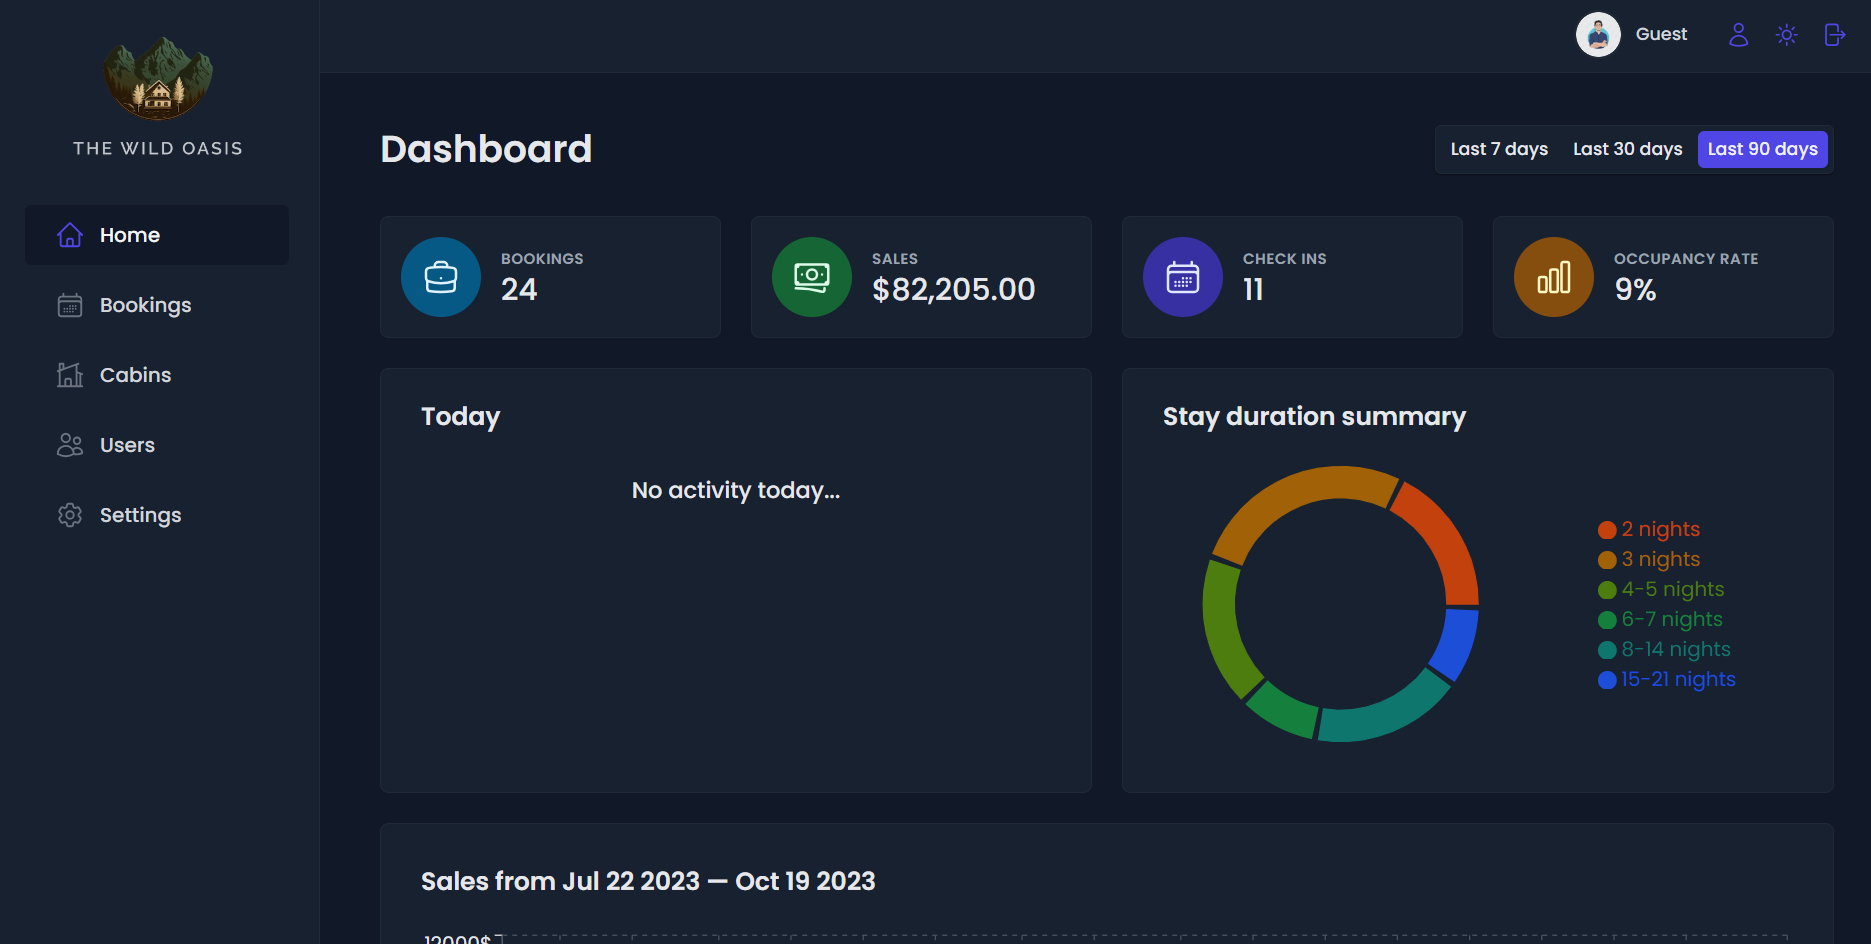 THE WILD OASIS
Home
Bookings
Cabins
Users
Settings
Guest
Dashboard
Last 7 days Last 30 days Last 90 days
BOOKINGS
24
SALES
$82,205.00
CHECK INS
11
OCCUPANCY RATE
9%
Today
No activity today...
Stay duration summary
2 nights
3 nights
4-5 nights
6-7 nights
8-14 nights
15-21 nights
Sales from Jul 22 2023 — Oct 19 2023
12000$